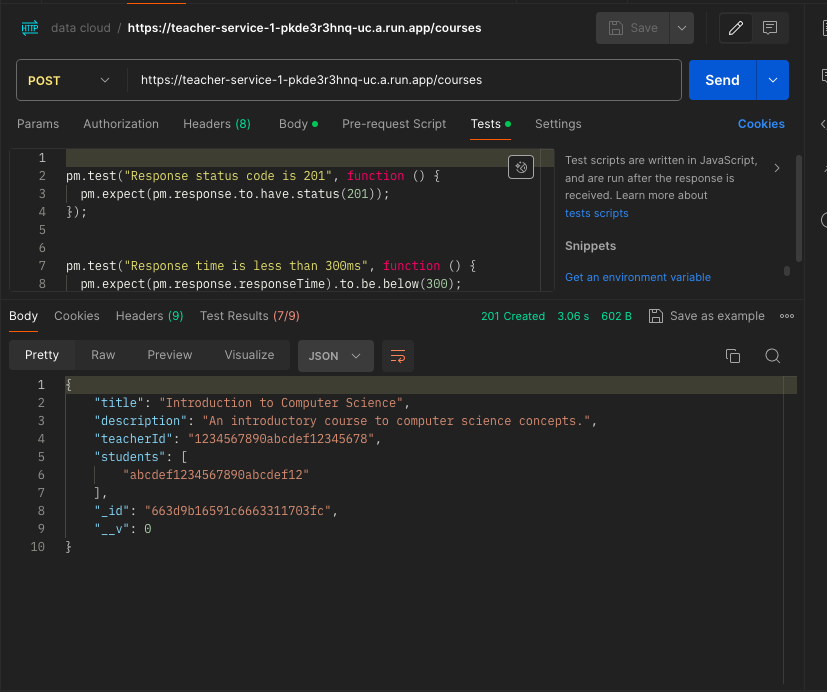 HTTP data cloud / https://teacher-service-1-pkde3r3hnq-uc.a.run.app/courses Save
POST https://teacher-service-1-pkde3r3hnq-uc.a.run.app/courses Send
Params Authorization Headers (8) Body Pre-request Script Tests Settings Cookies
1
2 pm.test("Response status code is 201", function () {
3 pm.expect(pm.response.to.have.status(201));
4 });
5
6
7 pm.test("Response time is less than 300ms", function () {
8 pm.expect(pm.response.responseTime).to.be.below(300);
Test scripts are written in JavaScript,
and are run after the response is
received. Learn more about
tests scripts
Snippets
Get an environment variable
Body Cookies Headers (9) Test Results (7/9) 201 Created 3.06 s 602 B Save as example
Pretty Raw Preview Visualize JSON
1 {
2 "title": "Introduction to Computer Science",
3 "description": "An introductory course to computer science concepts.",
4 "teacherId": "1234567890abcdef12345678",
5 "students": [
6 "abcdef1234567890abcdef12"
7 ],
8 "_id": "663d9b16591c6663311703fc",
9 "__v": 0
10 }